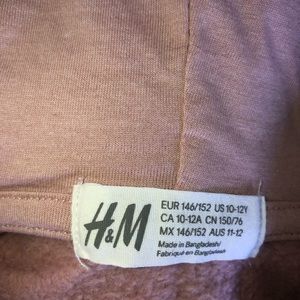 H&M
EUR 146/152 US 10-12Y
CA 10-12A CN 150/76
MX 146/152 AUS 11-12
Made in Bangladesh/
Fabriqué en Bangladesh